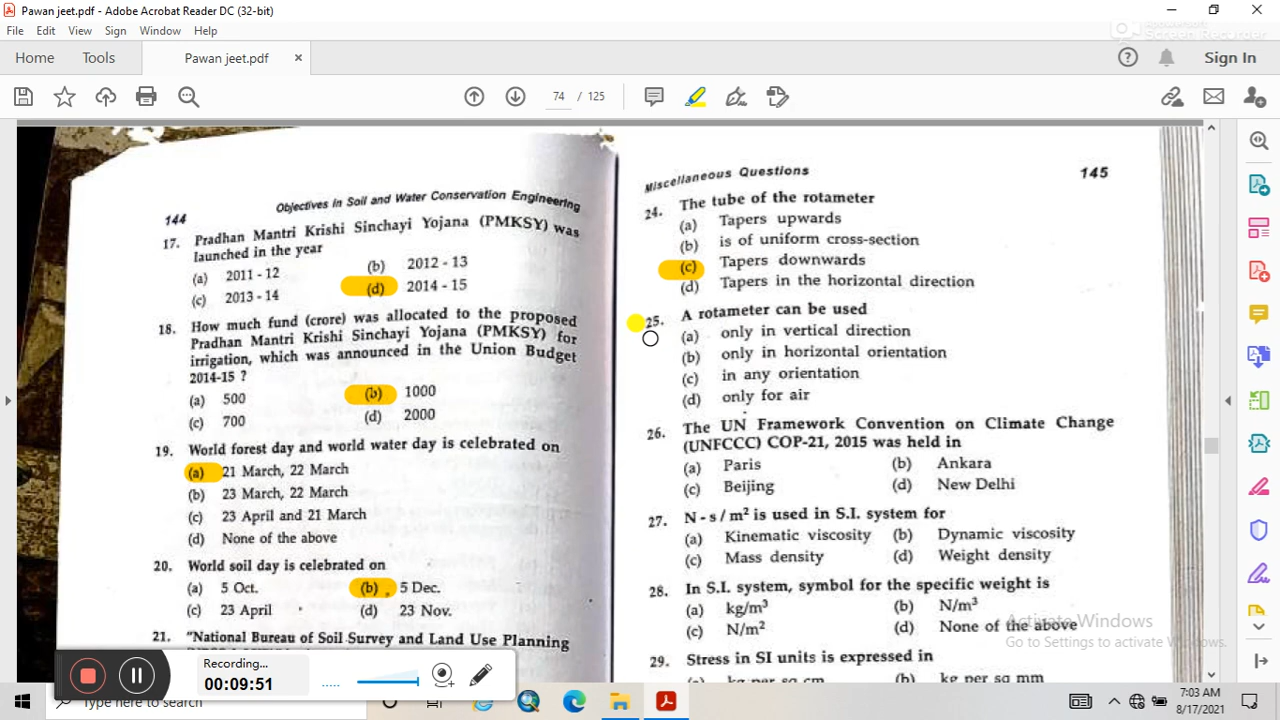 Pawan jeet.pdf - Adobe Acrobat Reader DC (32-bit)
File Edit View Sign Window Help
Home Tools Pawan jeet.pdf × Sign In
74 / 125
144 Objectives in Soil and Water Conservation Engineering
17. Pradhan Mantri Krishi Sinchayi Yojana (PMKSY) was
launched in the year
(a) 2011 - 12 (b) 2012 - 13
(c) 2013 - 14 (d) 2014 - 15
18. How much fund (crore) was allocated to the proposed
Pradhan Mantri Krishi Sinchayi Yojana (PMKSY) for
irrigation, which was announced in the Union Budget
2014-15 ?
(a) 500 (b) 1000
(c) 700 (d) 2000
19. World forest day and world water day is celebrated on
(a) 21 March, 22 March
(b) 23 March, 22 March
(c) 23 April and 21 March
(d) None of the above
20. World soil day is celebrated on
(a) 5 Oct. (b) 5 Dec.
(c) 23 April (d) 23 Nov.
21. "National Bureau of Soil Survey and Land Use Planning
Miscellaneous Questions 145
24. The tube of the rotameter
(a) Tapers upwards
(b) is of uniform cross-section
(c) Tapers downwards
(d) Tapers in the horizontal direction
25. A rotameter can be used
(a) only in vertical direction
(b) only in horizontal orientation
(c) in any orientation
(d) only for air
26. The UN Framework Convention on Climate Change
(UNFCCC) COP-21, 2015 was held in
(a) Paris (b) Ankara
(c) Beijing (d) New Delhi
27. N - s / m² is used in S.I. system for
(a) Kinematic viscosity (b) Dynamic viscosity
(c) Mass density (d) Weight density
28. In S.I. system, symbol for the specific weight is
(a) kg/m³ (b) N/m³
(c) N/m² (d) None of the above
29. Stress in SI units is expressed in
(a) kg per sq cm (b) kg per sq mm
Activate Windows
Go to Settings to activate Windows.
Recording...
00:09:51
Type here to search
7:03 AM
8/17/2021
Screen Recorder